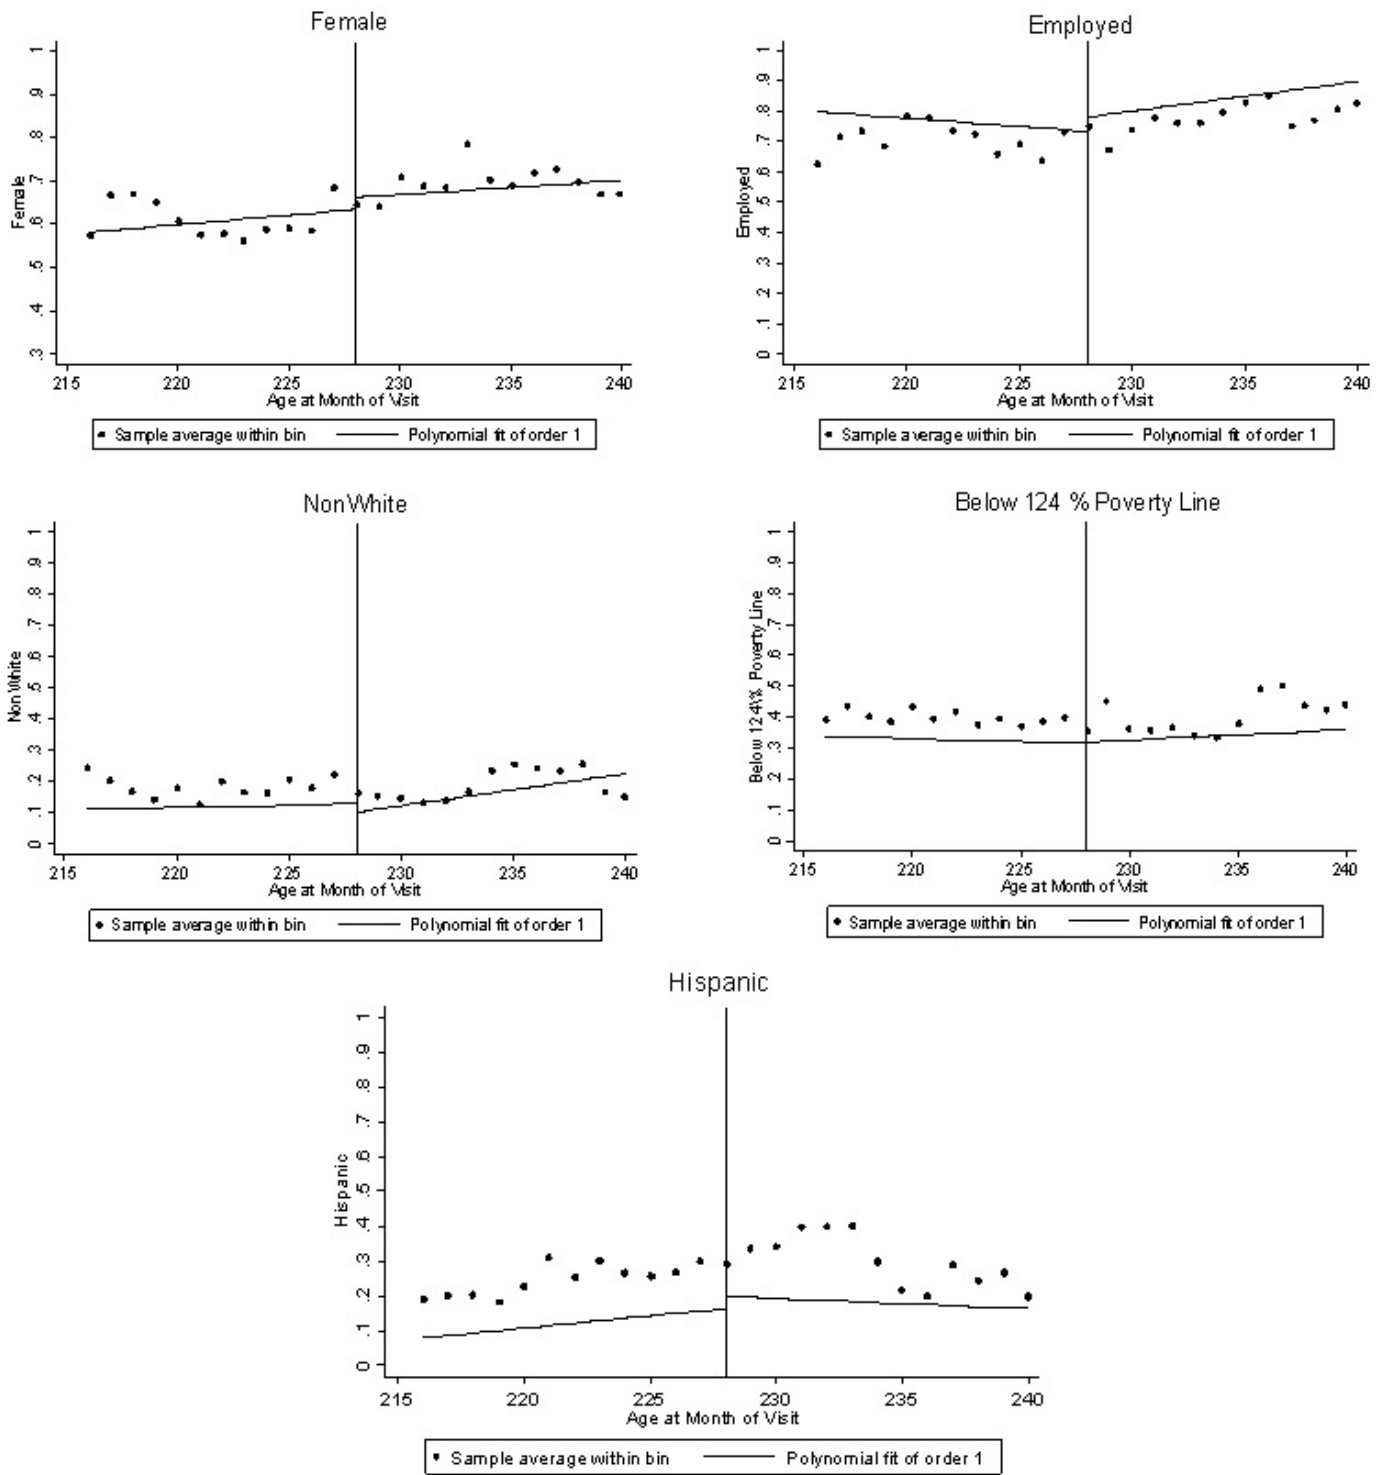 Female
Female
1
.9
.8
.7
.6
.5
.4
.3
215 220 225 230 235 240
Age at Month of Visit
Sample average within bin Polynomial fit of order 1
Employed
Employed
1
.9
.8
.7
.6
.5
.4
.3
.2
.1
0
215 220 225 230 235 240
Age at Month of Visit
Sample average within bin Polynomial fit of order 1
NonWhite
NonWhite
1
.9
.8
.7
.6
.5
.4
.3
.2
.1
0
215 220 225 230 235 240
Age at Month of Visit
Sample average within bin Polynomial fit of order 1
Below 124 % Poverty Line
Below 124\% Poverty Line
1
.9
.8
.7
.6
.5
.4
.3
.2
.1
0
215 220 225 230 235 240
Age at Month of Visit
Sample average within bin Polynomial fit of order 1
Hispanic
Hispanic
1
.9
.8
.7
.6
.5
.4
.3
.2
.1
0
215 220 225 230 235 240
Age at Month of Visit
Sample average within bin Polynomial fit of order 1